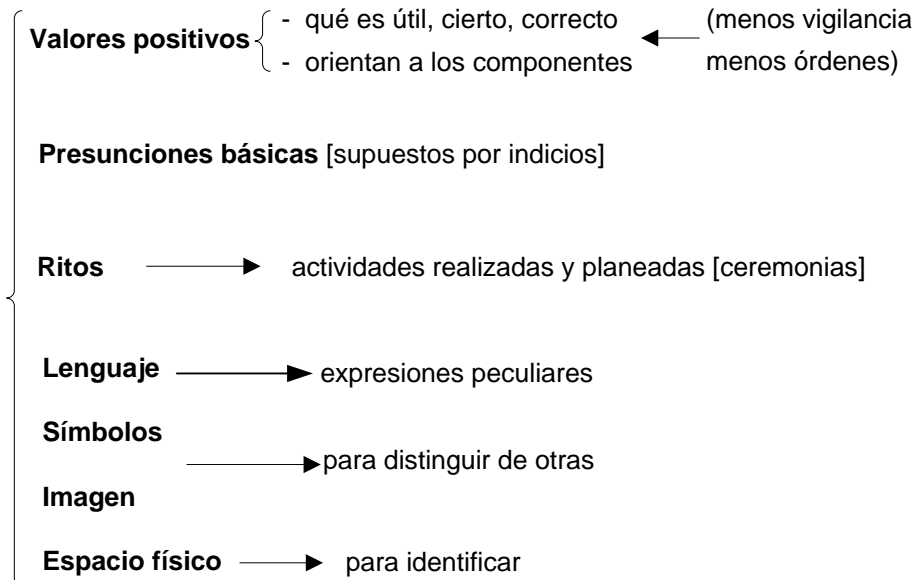 Valores positivos - qué es útil, cierto, correcto (menos vigilancia
- orientan a los componentes menos órdenes)
Presunciones básicas [supuestos por indicios]
Ritos actividades realizadas y planeadas [ceremonias]
Lenguaje expresiones peculiares
Símbolos
para distinguir de otras
Imagen
Espacio físico para identificar